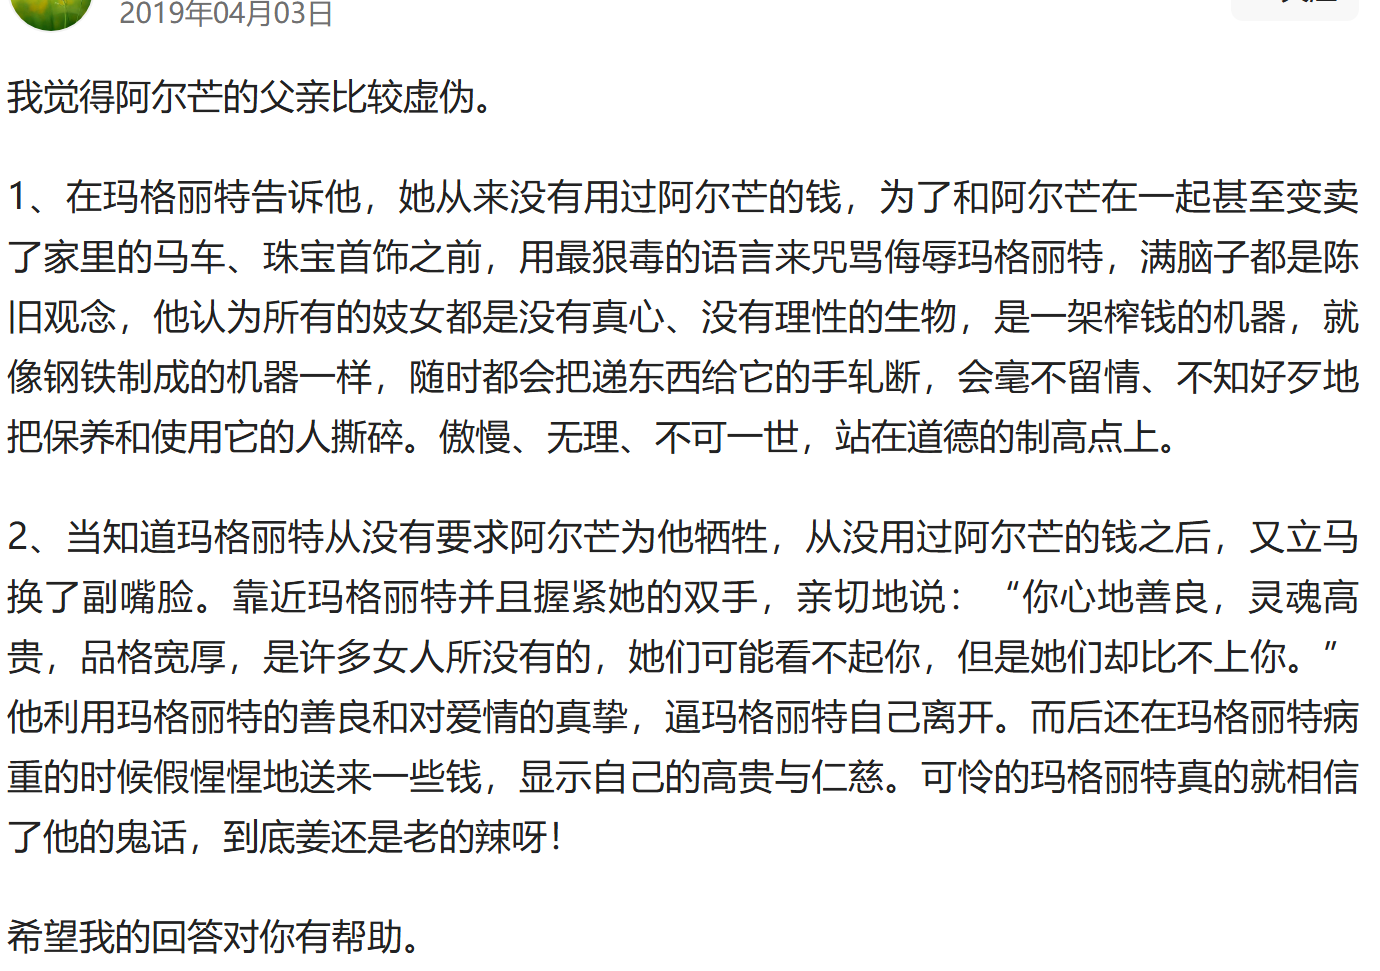 2019年04月03日
我觉得阿尔芒的父亲比较虚伪。
1、在玛格丽特告诉他，她从来没有用过阿尔芒的钱，为了和阿尔芒在一起甚至变卖
了家里的马车、珠宝首饰之前，用最狠毒的语言来咒骂侮辱玛格丽特，满脑子都是陈
旧观念，他认为所有的妓女都是没有真心、没有理性的生物，是一架榨钱的机器，就
像钢铁制成的机器一样，随时都会把递东西给它的手轧断，会毫不留情、不知好歹地
把保养和使用它的人撕碎。傲慢、无理、不可一世，站在道德的制高点上。
2、当知道玛格丽特从没有要求阿尔芒为他牺牲，从没用过阿尔芒的钱之后，又立马
换了副嘴脸。靠近玛格丽特并且握紧她的双手，亲切地说：“你心地善良，灵魂高
贵，品格宽厚，是许多女人所没有的，她们可能看不起你，但是她们却比不上你。”
他利用玛格丽特的善良和对爱情的真挚，逼玛格丽特自己离开。而后还在玛格丽特病
重的时候假惺惺地送来一些钱，显示自己的高贵与仁慈。可怜的玛格丽特真的就相信
了他的鬼话，到底姜还是老的辣呀！
希望我的回答对你有帮助。